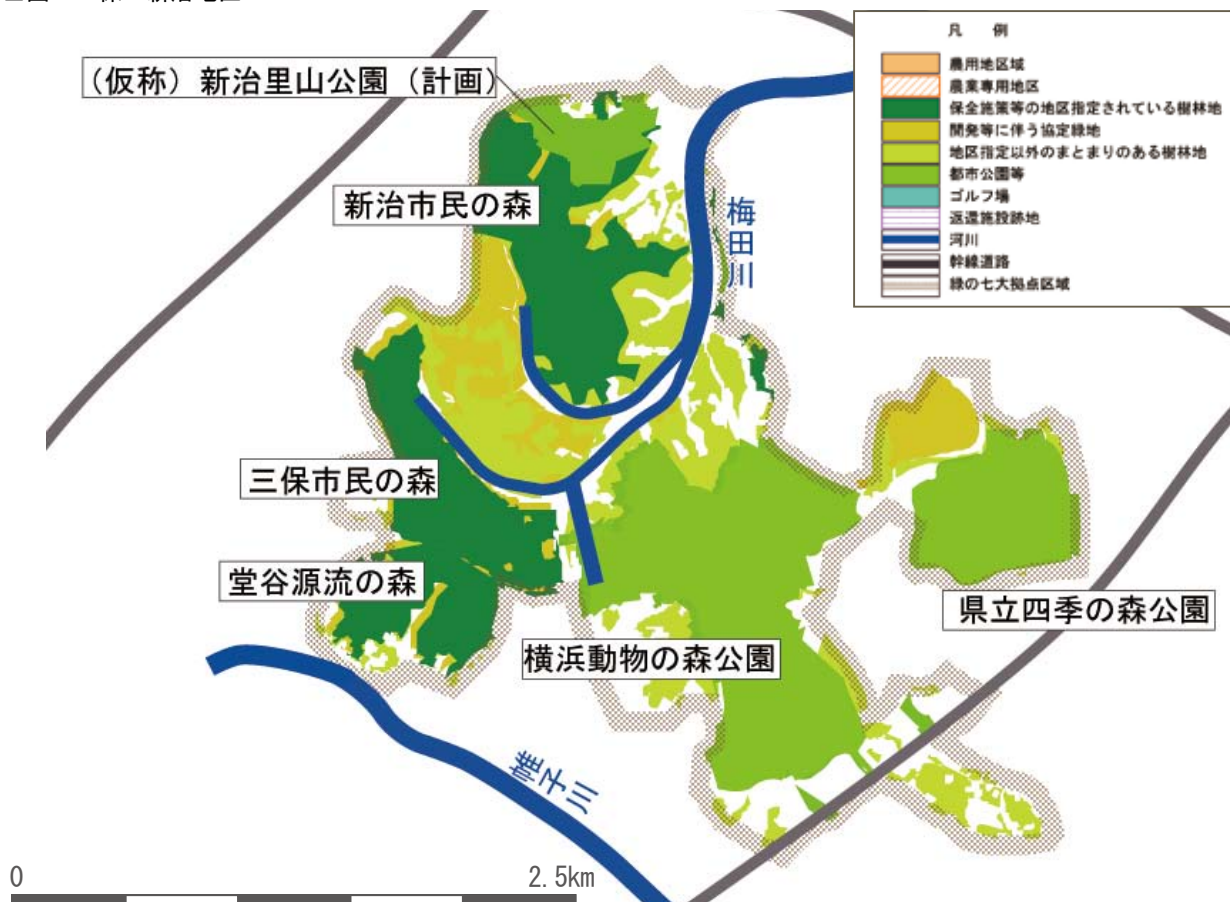 凡 例
農用地区域
農業専用地区
保全施策等の地区指定されている樹林地
開発等に伴う協定緑地
地区指定以外のまとまりのある樹林地
都市公園等
ゴルフ場
返還施設跡地
河川
幹線道路
緑の七大拠点区域
(仮称)新治里山公園(計画)
新治市民の森
梅田川
三保市民の森
堂谷源流の森
県立四季の森公園
横浜動物の森公園
帷子川
0 2.5km